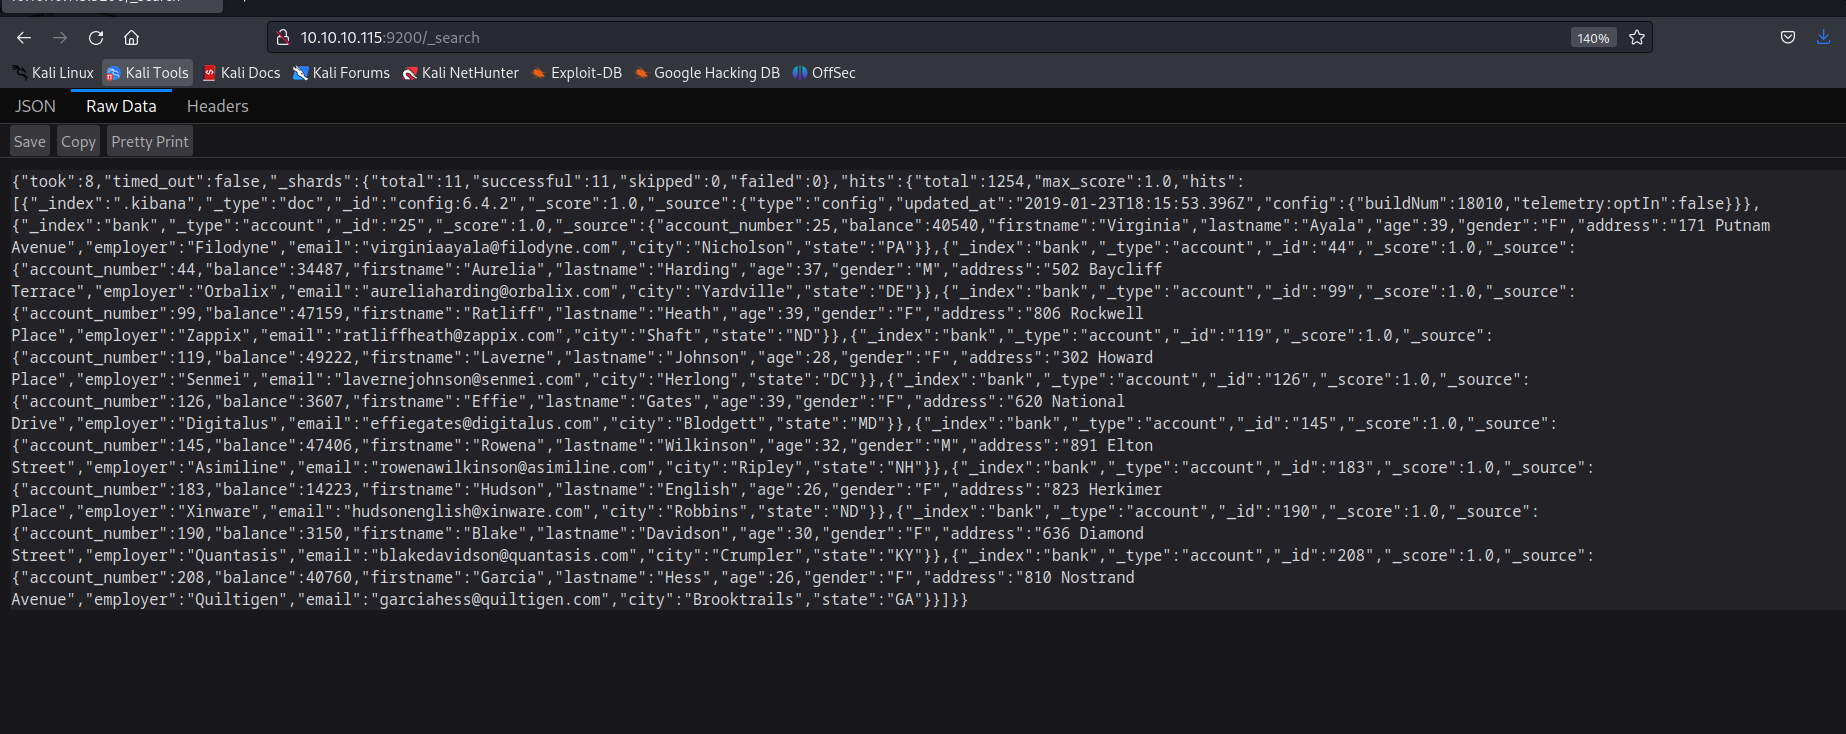 10.10.10.115:9200/_search
140%
Kali Linux Kali Tools Kali Docs Kali Forums Kali NetHunter Exploit-DB Google Hacking DB OffSec
JSON Raw Data Headers
Save Copy Pretty Print
{"took":8,"timed_out":false,"_shards":{"total":11,"successful":11,"skipped":0,"failed":0},"hits":{"total":1254,"max_score":1.0,"hits":
[{"_index":".kibana","_type":"doc","_id":"config:6.4.2","_score":1.0,"_source":{"type":"config","updated_at":"2019-01-23T18:15:53.396Z","config":{"buildNum":18010,"telemetry:optIn":false}}},
{"_index":"bank","_type":"account","_id":"25","_score":1.0,"_source":{"account_number":25,"balance":40540,"firstname":"Virginia","lastname":"Ayala","age":39,"gender":"F","address":"171 Putnam
Avenue","employer":"Filodyne","email":"virginiaayala@filodyne.com","city":"Nicholson","state":"PA"}},{"_index":"bank","_type":"account","_id":"44","_score":1.0,"_source":
{"account_number":44,"balance":34487,"firstname":"Aurelia","lastname":"Harding","age":37,"gender":"M","address":"502 Baycliff
Terrace","employer":"Orbalix","email":"aureliaharding@orbalix.com","city":"Yardville","state":"DE"}},{"_index":"bank","_type":"account","_id":"99","_score":1.0,"_source":
{"account_number":99,"balance":47159,"firstname":"Ratliff","lastname":"Heath","age":39,"gender":"F","address":"806 Rockwell
Place","employer":"Zappix","email":"ratliffheath@zappix.com","city":"Shaft","state":"ND"}},{"_index":"bank","_type":"account","_id":"119","_score":1.0,"_source":
{"account_number":119,"balance":49222,"firstname":"Laverne","lastname":"Johnson","age":28,"gender":"F","address":"302 Howard
Place","employer":"Senmei","email":"lavernejohnson@senmei.com","city":"Herlong","state":"DC"}},{"_index":"bank","_type":"account","_id":"126","_score":1.0,"_source":
{"account_number":126,"balance":3607,"firstname":"Effie","lastname":"Gates","age":39,"gender":"F","address":"620 National
Drive","employer":"Digitalus","email":"effiegates@digitalus.com","city":"Blodgett","state":"MD"}},{"_index":"bank","_type":"account","_id":"145","_score":1.0,"_source":
{"account_number":145,"balance":47406,"firstname":"Rowena","lastname":"Wilkinson","age":32,"gender":"M","address":"891 Elton
Street","employer":"Asimiline","email":"rowenawilkinson@asimiline.com","city":"Ripley","state":"NH"}},{"_index":"bank","_type":"account","_id":"183","_score":1.0,"_source":
{"account_number":183,"balance":14223,"firstname":"Hudson","lastname":"English","age":26,"gender":"F","address":"823 Herkimer
Place","employer":"Xinware","email":"hudsonenglish@xinware.com","city":"Robbins","state":"ND"}},{"_index":"bank","_type":"account","_id":"190","_score":1.0,"_source":
{"account_number":190,"balance":3150,"firstname":"Blake","lastname":"Davidson","age":30,"gender":"F","address":"636 Diamond
Street","employer":"Quantasis","email":"blakedavidson@quantasis.com","city":"Crumpler","state":"KY"}},{"_index":"bank","_type":"account","_id":"208","_score":1.0,"_source":
{"account_number":208,"balance":40760,"firstname":"Garcia","lastname":"Hess","age":26,"gender":"F","address":"810 Nostrand
Avenue","employer":"Quiltigen","email":"garciahess@quiltigen.com","city":"Brooktrails","state":"GA"}}]}}